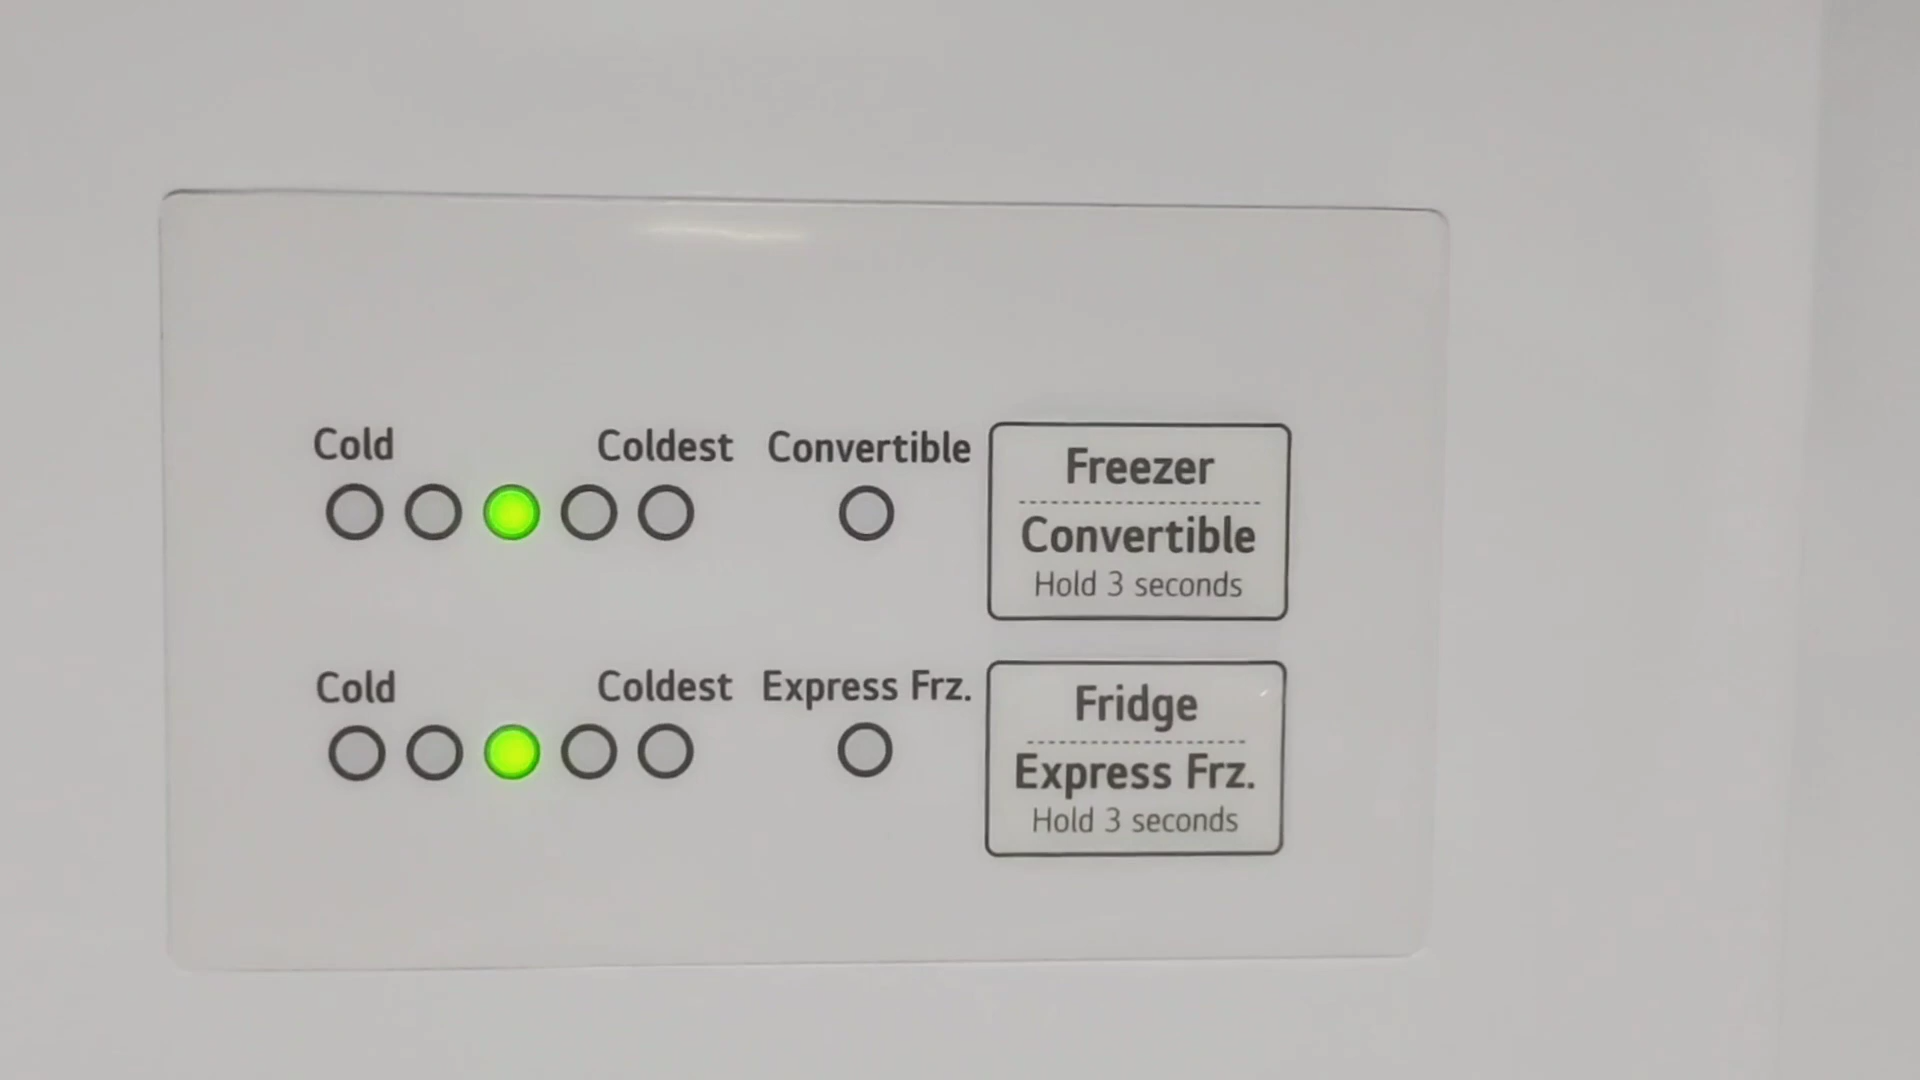 Cold Coldest Convertible
Freezer
Convertible
Hold 3 seconds
Cold Coldest Express Frz.
Fridge
Express Frz.
Hold 3 seconds